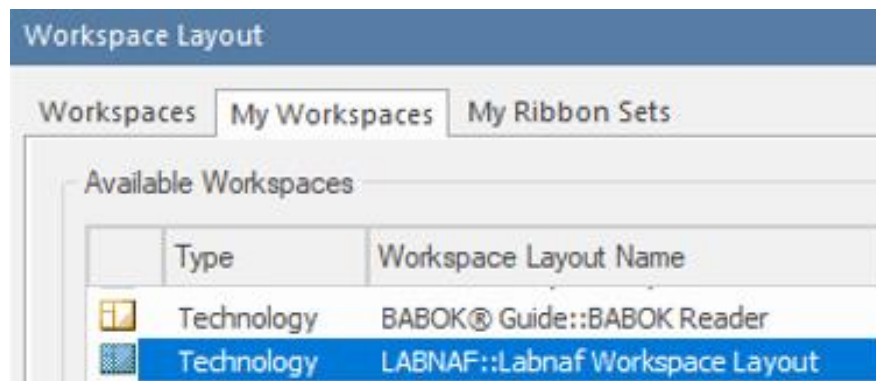 Workspace Layout
Workspaces My Workspaces My Ribbon Sets
Available Workspaces
Type Workspace Layout Name
Technology BABOK® Guide::BABOK Reader
Technology LABNAF::Labnaf Workspace Layout